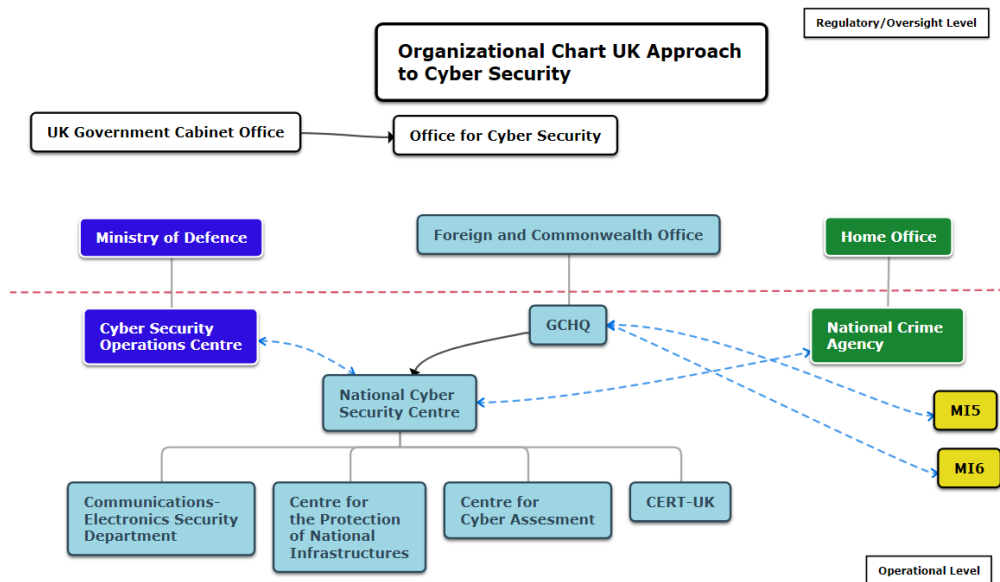 Regulatory/Oversight Level
Organizational Chart UK Approach
to Cyber Security
UK Government Cabinet Office
Office for Cyber Security
Ministry of Defence
Foreign and Commonwealth Office
Home Office
Cyber Security
Operations Centre
GCHQ
National Crime
Agency
National Cyber
Security Centre
MI5
MI6
Communications-
Electronics Security
Department
Centre for
the Protection
of National
Infrastructures
Centre for
Cyber Assesment
CERT-UK
Operational Level